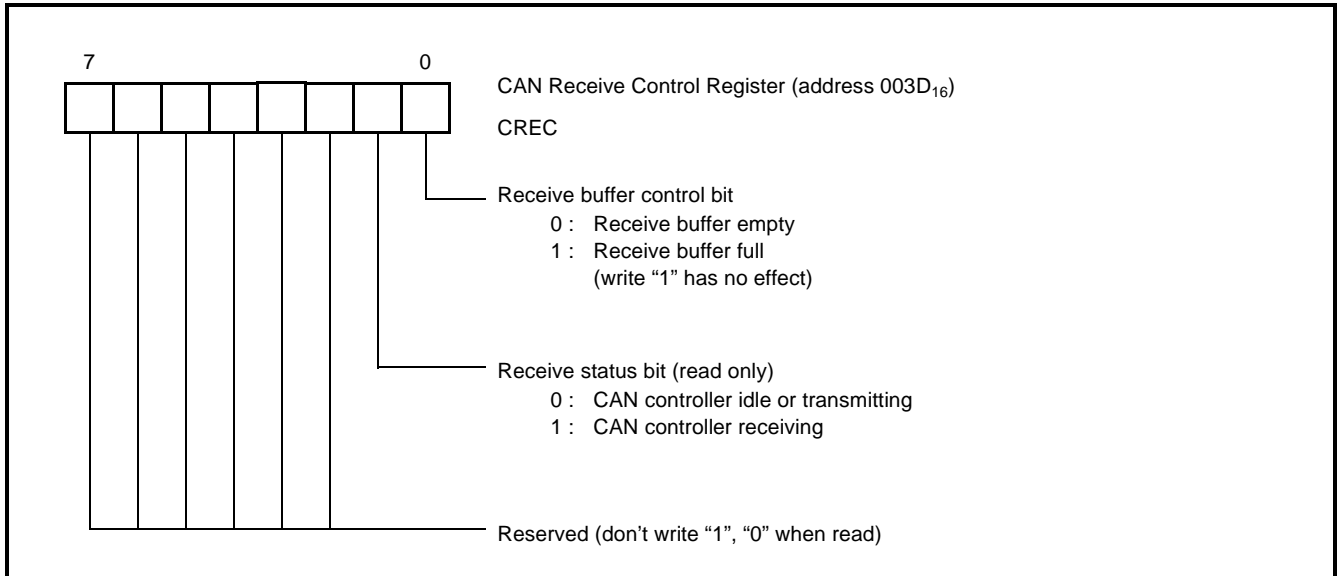 7 0
CAN Receive Control Register (address 003D₁₆)
CREC
Receive buffer control bit
0 : Receive buffer empty
1 : Receive buffer full
(write “1” has no effect)
Receive status bit (read only)
0 : CAN controller idle or transmitting
1 : CAN controller receiving
Reserved (don’t write “1”, “0” when read)